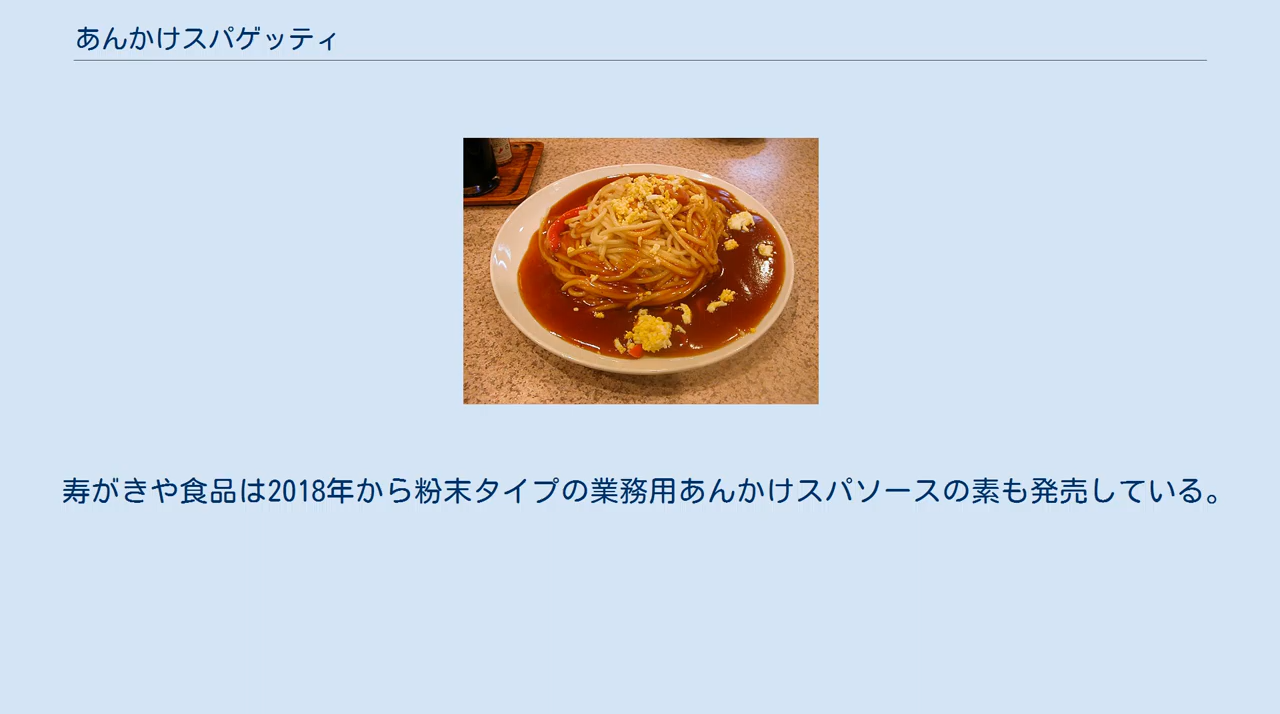 あんかけスパゲッティ
寿がきや食品は2018年から粉末タイプの業務用あんかけスパソースの素も発売している。